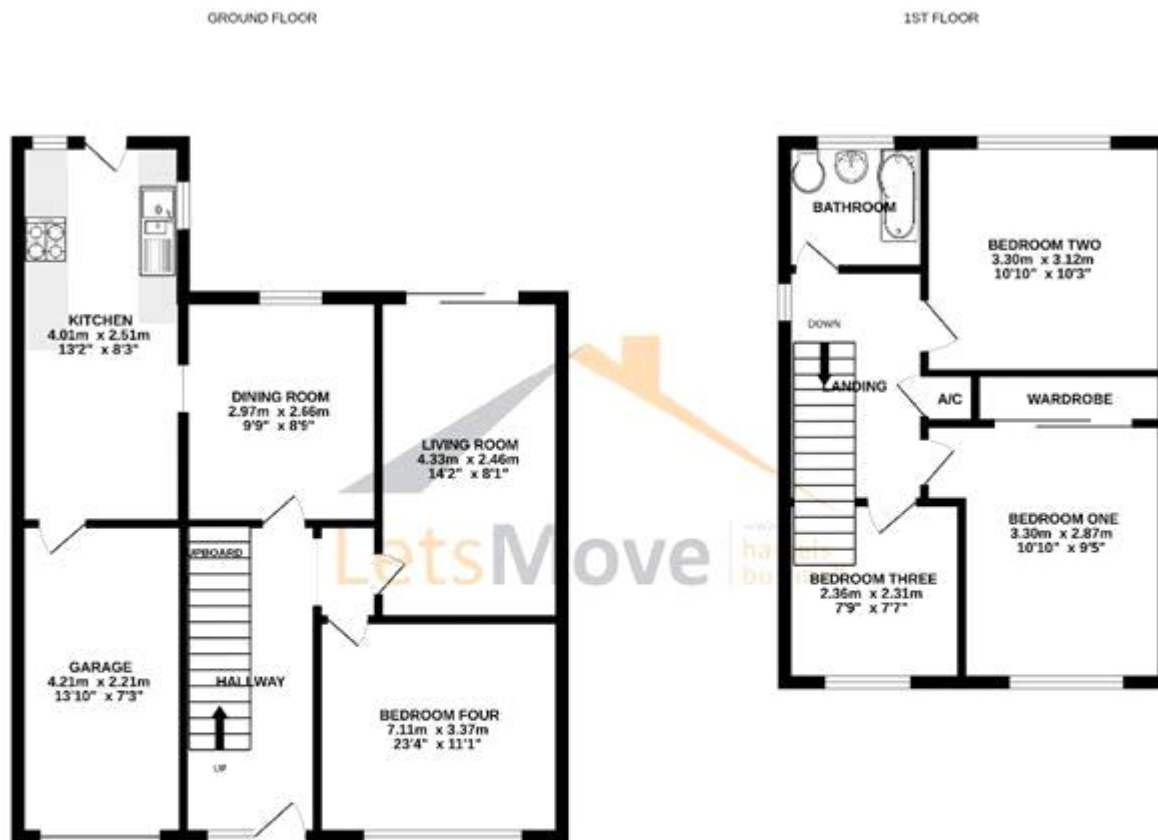 GROUND FLOOR
1ST FLOOR
KITCHEN
4.01m x 2.51m
13'2" x 8'3"
DINING ROOM
2.97m x 2.66m
9'9" x 8'9"
LIVING ROOM
4.33m x 2.46m
14'2" x 8'1"
UPBOARD
GARAGE
4.21m x 2.21m
13'10" x 7'3"
HALLWAY
UP
BEDROOM FOUR
7.11m x 3.37m
23'4" x 11'1"
BATHROOM
BEDROOM TWO
3.30m x 3.12m
10'10" x 10'3"
DOWN
LANDING
A/C
WARDROBE
BEDROOM ONE
3.30m x 2.87m
10'10" x 9'5"
BEDROOM THREE
2.36m x 2.31m
7'9" x 7'7"
LetsMove